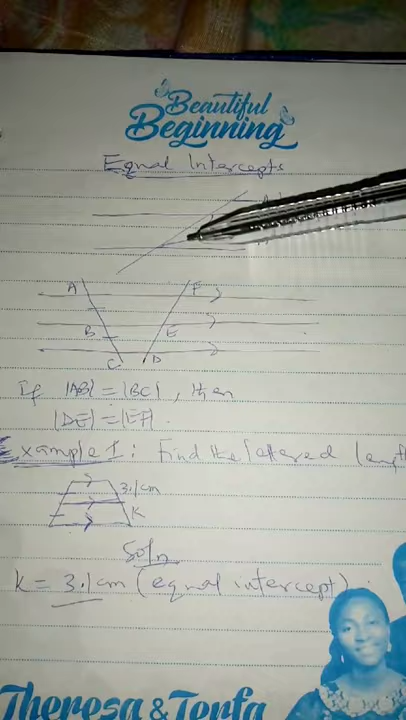 Beautiful
Beginning
Equal Intercepts
A
F
B
E
C
D
If |AB| = |BC|, then
|DE| = |EF|.
Example 1: Find the lettered length
3.1cm
K
Soln
K = 3.1cm (equal intercept).
Theresa & Terfa